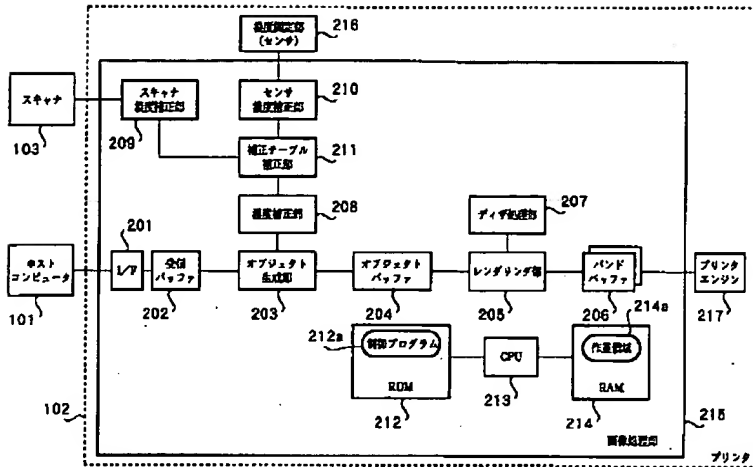 濃度測定部
(センサ)
216
スキャナ
103
スキャナ
濃度補正部
209
センサ
濃度補正部
210
補正テーブル
補正部
211
濃度補正部
208
ディザ処理部
207
ホスト
コンピュータ
101
201
I/F
受信
バッファ
202
オブジェクト
生成部
203
オブジェクト
バッファ
204
レンダリング部
205
バンド
バッファ
206
プリンタ
エンジン
217
212a
制御プログラム
ROM
212
CPU
213
214a
作業領域
RAM
214
215
画像処理部
102
プリンタ